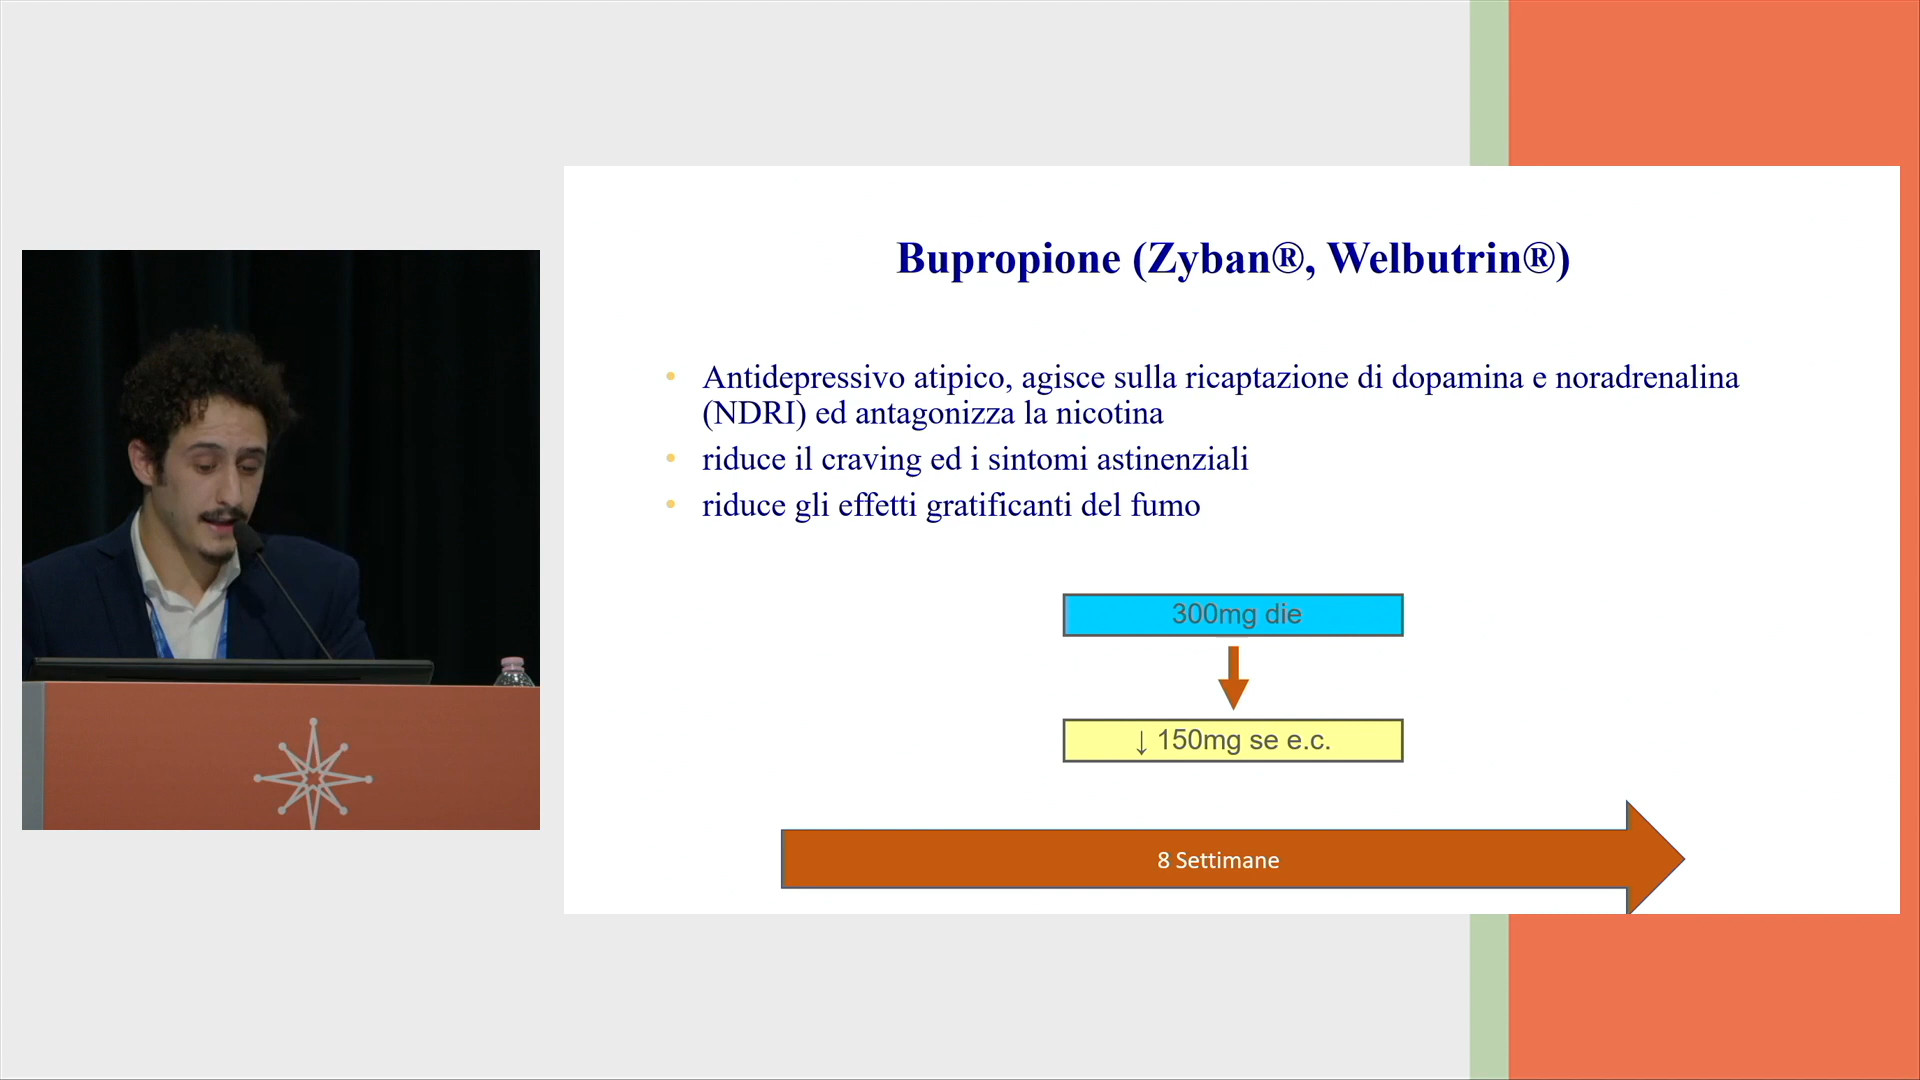 Bupropione (Zyban®, Welbutrin®)
• Antidepressivo atipico, agisce sulla ricaptazione di dopamina e noradrenalina
(NDRI) ed antagonizza la nicotina
• riduce il craving ed i sintomi astinenziali
• riduce gli effetti gratificanti del fumo
300mg die
↓ 150mg se e.c.
8 Settimane